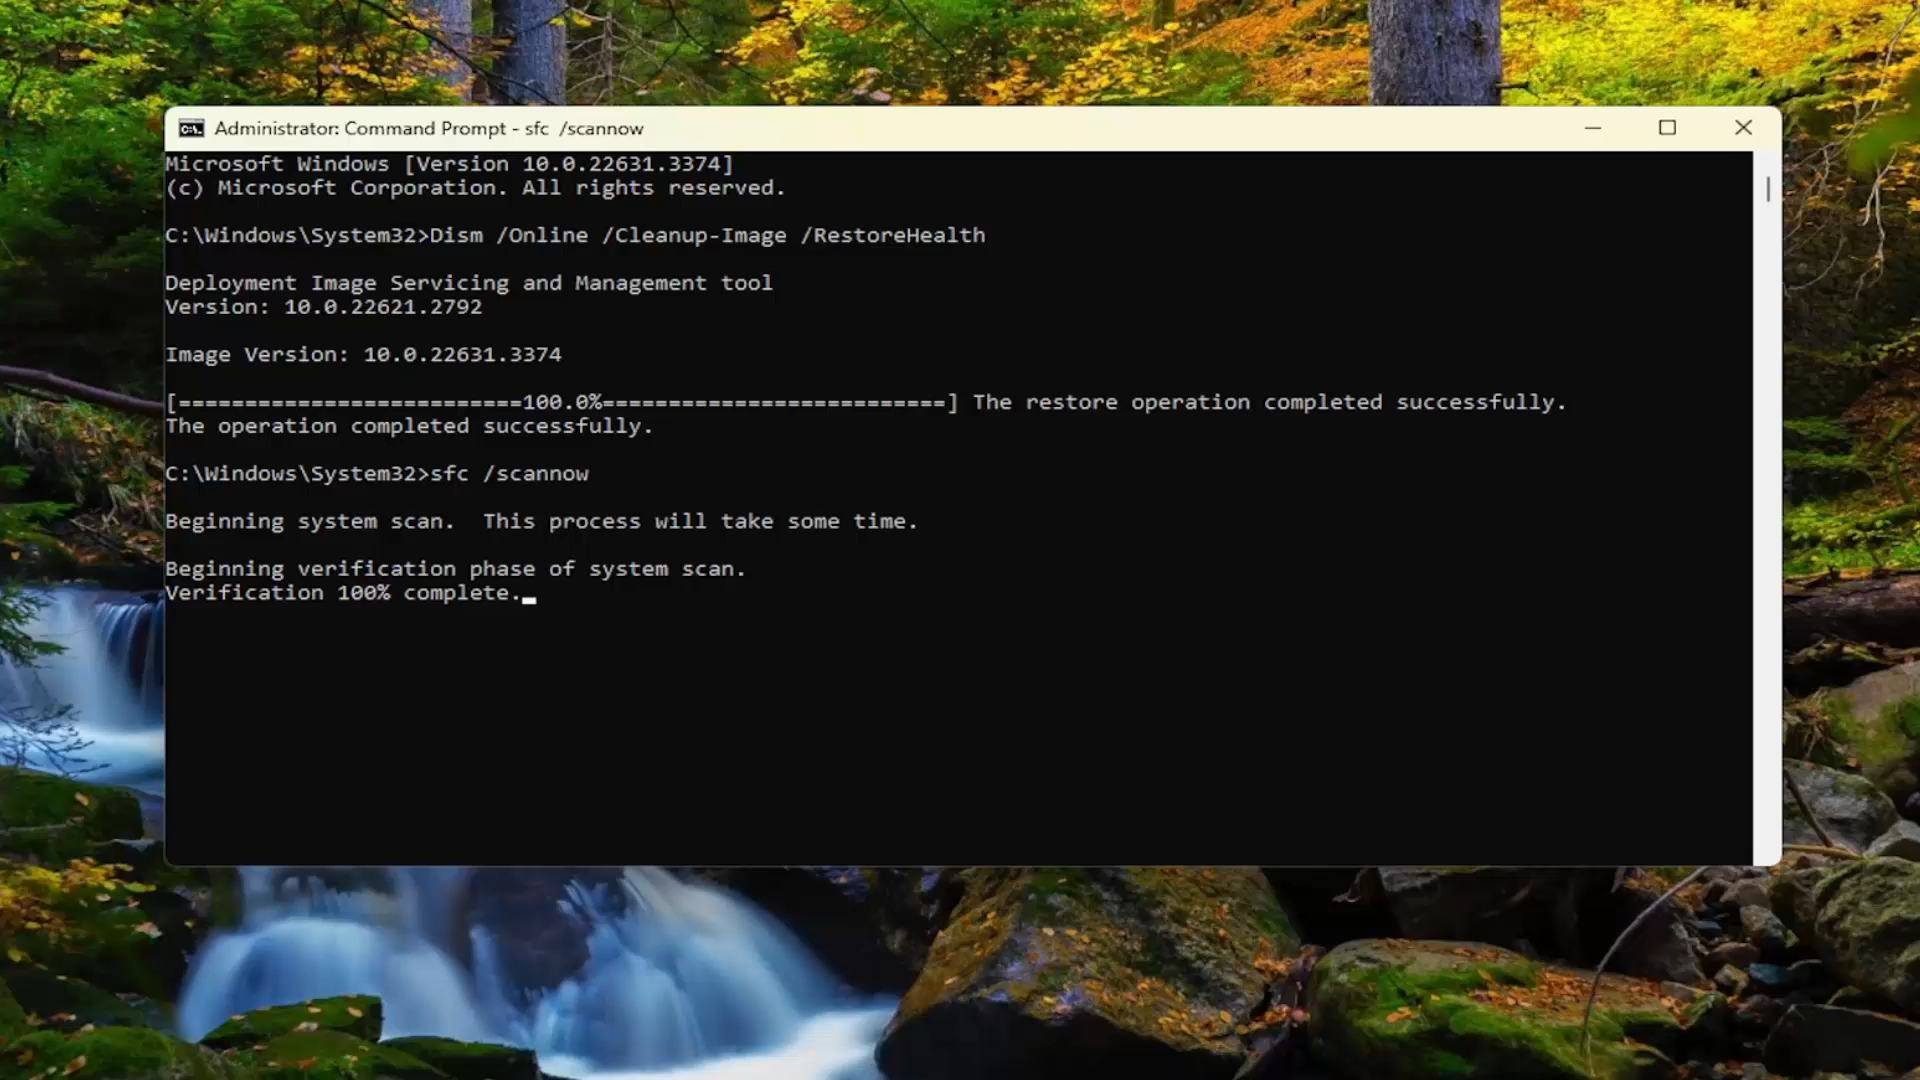 Administrator: Command Prompt - sfc  /scannow
Microsoft Windows [Version 10.0.22631.3374]
(c) Microsoft Corporation. All rights reserved.
C:\Windows\System32>Dism /Online /Cleanup-Image /RestoreHealth
Deployment Image Servicing and Management tool
Version: 10.0.22621.2792
Image Version: 10.0.22631.3374
[==========================100.0%==========================] The restore operation completed successfully.
The operation completed successfully.
C:\Windows\System32>sfc /scannow
Beginning system scan.  This process will take some time.
Beginning verification phase of system scan.
Verification 100% complete.